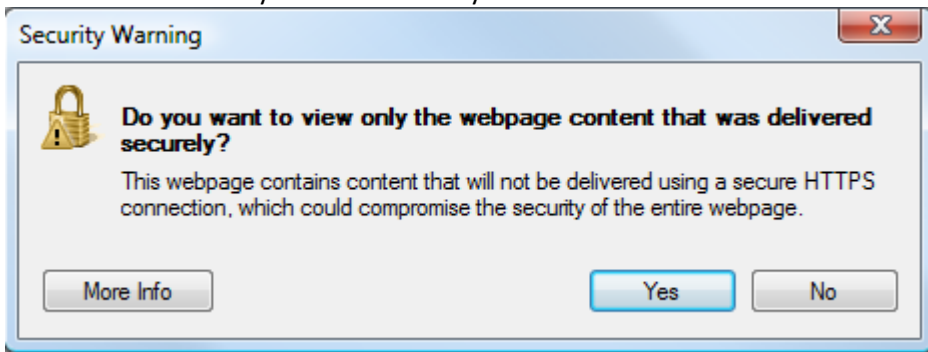 Security Warning
Do you want to view only the webpage content that was delivered
securely?
This webpage contains content that will not be delivered using a secure HTTPS
connection, which could compromise the security of the entire webpage.
More Info
Yes
No